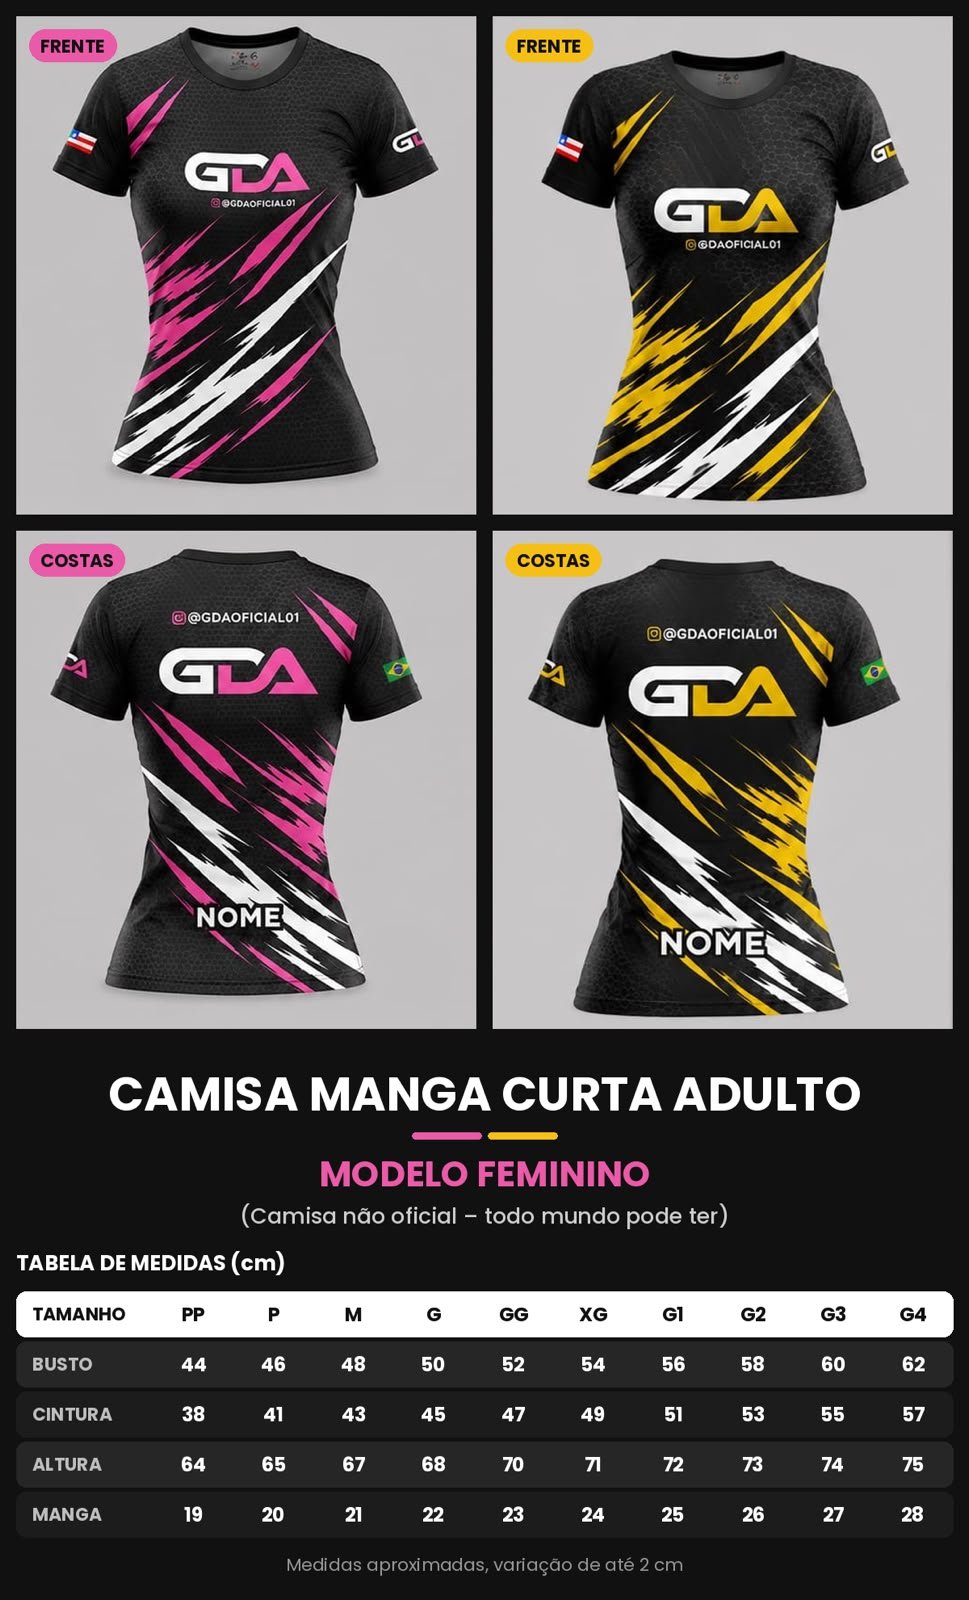 FRENTE
GDA
@GDAOFICIAL01
FRENTE
GDA
@GDAOFICIAL01
COSTAS
@GDAOFICIAL01
GDA
NOME
COSTAS
@GDAOFICIAL01
GDA
NOME
CAMISA MANGA CURTA ADULTO
MODELO FEMININO
(Camisa não oficial – todo mundo pode ter)
TABELA DE MEDIDAS (cm)
TAMANHO PP P M G GG XG G1 G2 G3 G4
BUSTO 44 46 48 50 52 54 56 58 60 62
CINTURA 38 41 43 45 47 49 51 53 55 57
ALTURA 64 65 67 68 70 71 72 73 74 75
MANGA 19 20 21 22 23 24 25 26 27 28
Medidas aproximadas, variação de até 2 cm